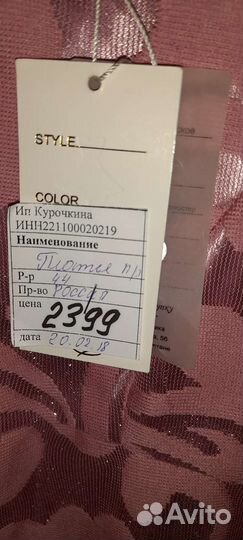 STYLE
COLOR
Ип Курочкина
ИНН221100020219
Наименование
Платье п/р
Р-р 44
Пр-во Россия
цена 2399
дата 20.02.18
Avito